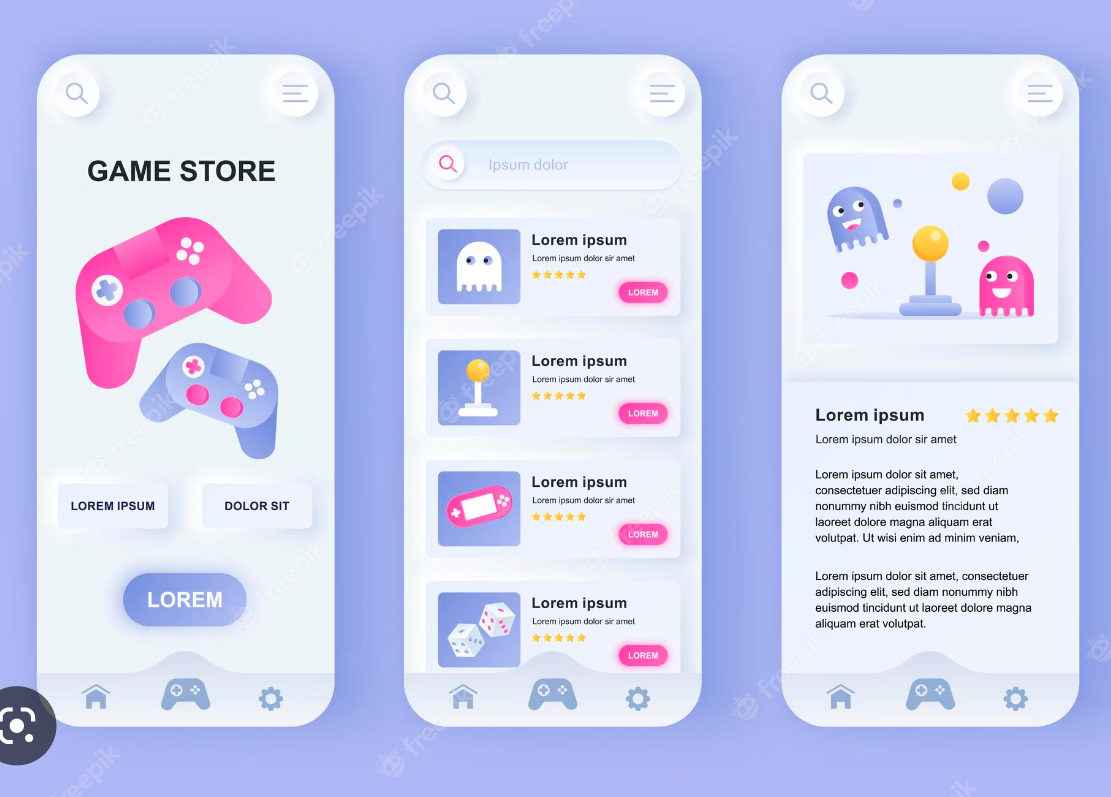 GAME STORE
LOREM IPSUM
DOLOR SIT
LOREM
Ipsum dolor
Lorem ipsum
Lorem ipsum dolor sir amet
LOREM
Lorem ipsum
Lorem ipsum dolor sir amet
LOREM
Lorem ipsum
Lorem ipsum dolor sir amet
LOREM
Lorem ipsum
Lorem ipsum dolor sir amet
LOREM
Lorem ipsum
Lorem ipsum dolor sir amet
Lorem ipsum dolor sit amet,
consectetuer adipiscing elit, sed diam
nonummy nibh euismod tincidunt ut
laoreet dolore magna aliquam erat
volutpat. Ut wisi enim ad minim veniam,
Lorem ipsum dolor sit amet, consectetuer
adipiscing elit, sed diam nonummy nibh
euismod tincidunt ut laoreet dolore magna
aliquam erat volutpat.
freepik